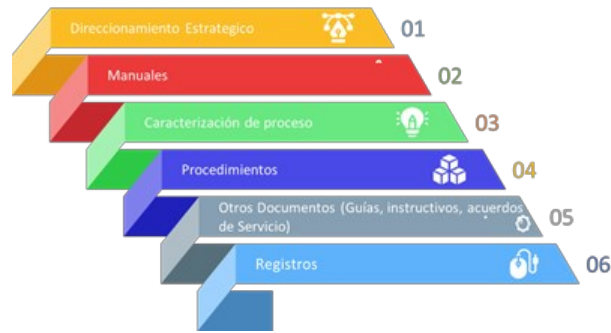 Direccionamiento Estrategico 01
Manuales 02
Caracterización de proceso 03
Procedimientos 04
Otros Documentos (Guías, instructivos, acuerdos
de Servicio) 05
Registros 06